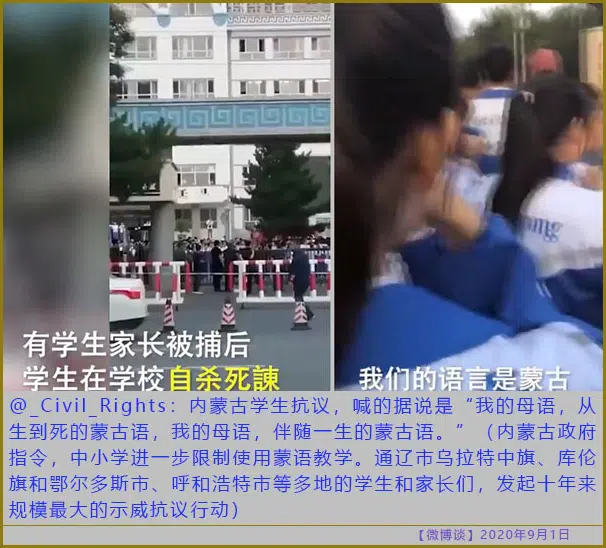 有学生家长被捕后
学生在学校自杀死諫
我们的语言是蒙古
@_Civil_Rights：内蒙古学生抗议，喊的据说是“我的母语，从
生到死的蒙古语，我的母语，伴随一生的蒙古语。”（内蒙古政府
指令，中小学进一步限制使用蒙语教学。通辽市乌拉特中旗、库伦
旗和鄂尔多斯市、呼和浩特市等多地的学生和家长们，发起十年来
规模最大的示威抗议行动）
【微博谈】2020年9月1日